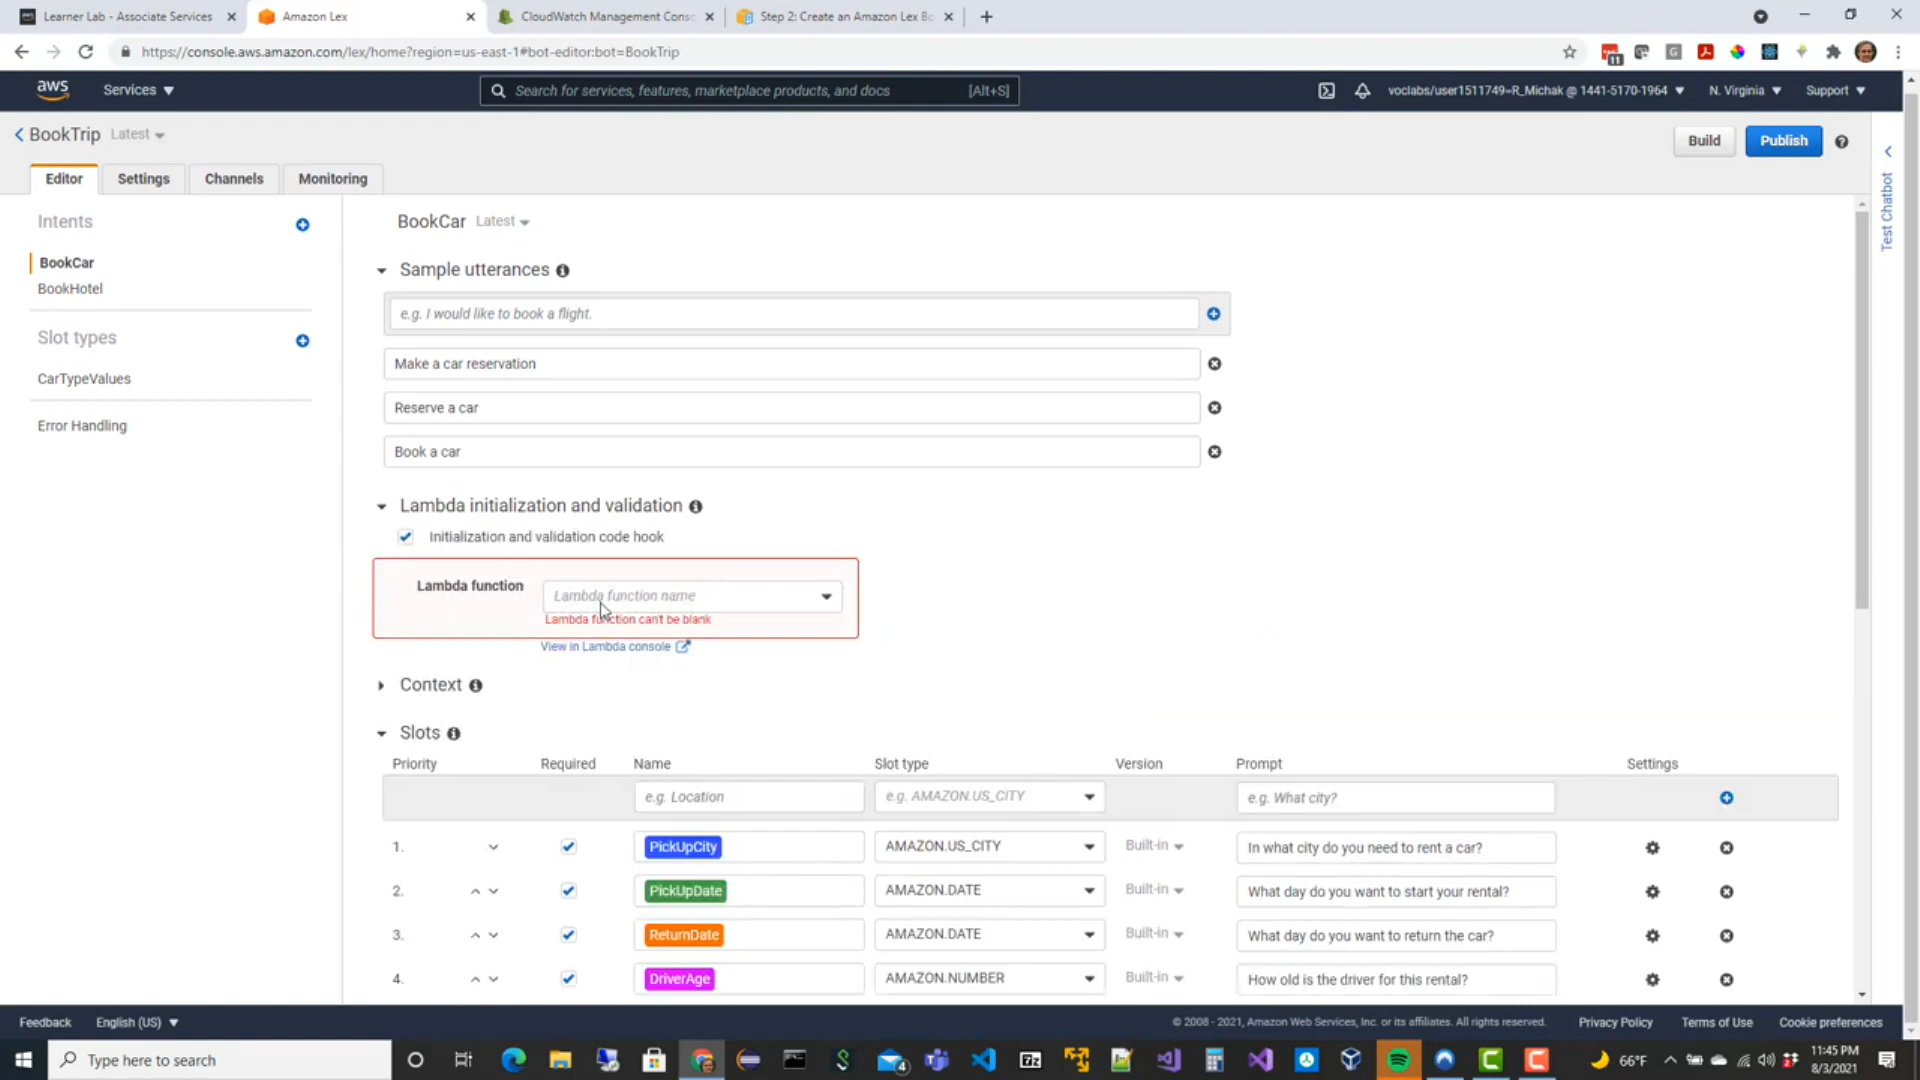 Learner Lab - Associate Services
Amazon Lex
CloudWatch Management Cons
Step 2: Create an Amazon Lex Bo
https://console.aws.amazon.com/lex/home?region=us-east-1#bot-editor:bot=BookTrip
11
aws
Services
Search for services, features, marketplace products, and docs
[Alt+S]
voclabs/user1511749=R_Michak @ 1441-5170-1964
N. Virginia
Support
BookTrip
Latest
Build
Publish
Editor
Settings
Channels
Monitoring
Test Chatbot
Intents
BookCar
BookHotel
Slot types
CarTypeValues
Error Handling
BookCar
Latest
Sample utterances
e.g. I would like to book a flight.
Make a car reservation
Reserve a car
Book a car
Lambda initialization and validation
Initialization and validation code hook
Lambda function
Lambda function name
Lambda function can't be blank
View in Lambda console
Context
Slots
Priority Required Name Slot type Version Prompt Settings
e.g. Location e.g. AMAZON.US_CITY e.g. What city?
1. PickUpCity AMAZON.US_CITY Built-in In what city do you need to rent a car?
2. PickUpDate AMAZON.DATE Built-in What day do you want to start your rental?
3. ReturnDate AMAZON.DATE Built-in What day do you want to return the car?
4. DriverAge AMAZON.NUMBER Built-in How old is the driver for this rental?
Feedback
English (US)
© 2008 - 2021, Amazon Web Services, Inc. or its affiliates. All rights reserved.
Privacy Policy
Terms of Use
Cookie preferences
Type here to search
4
7z
66°F
11:45 PM
8/3/2021